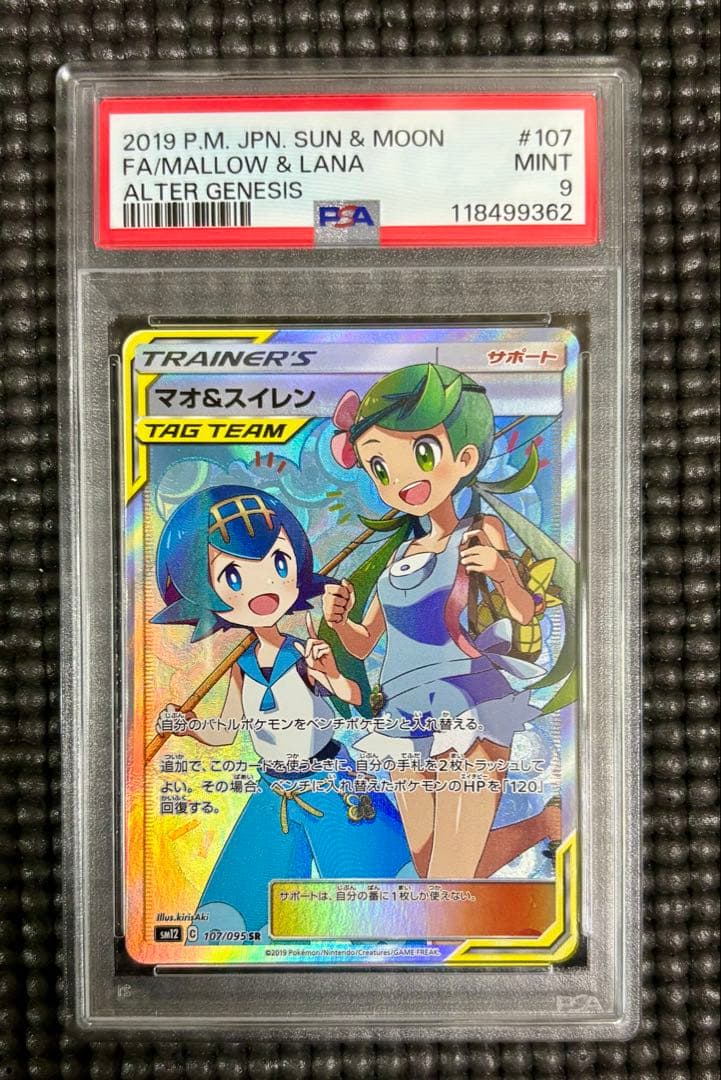 2019 P.M. JPN. SUN & MOON #107
FA/MALLOW & LANA MINT
ALTER GENESIS 9
PSA 118499362
TRAINER'S サポート
マオ&スイレン
TAG TEAM
自分のバトルポケモンをベンチポケモンと入れ替える。
追加で、このカードを使うときに、自分の手札を2枚トラッシュして
よい。その場合、ベンチに入れ替えたポケモンのHPを「120」
回復する。
サポートは、自分の番に1枚しか使えない。
Illus.kirisAki
SM12 C 107/095 SR
©2019 Pokémon/Nintendo/Creatures/GAME FREAK.
PSA